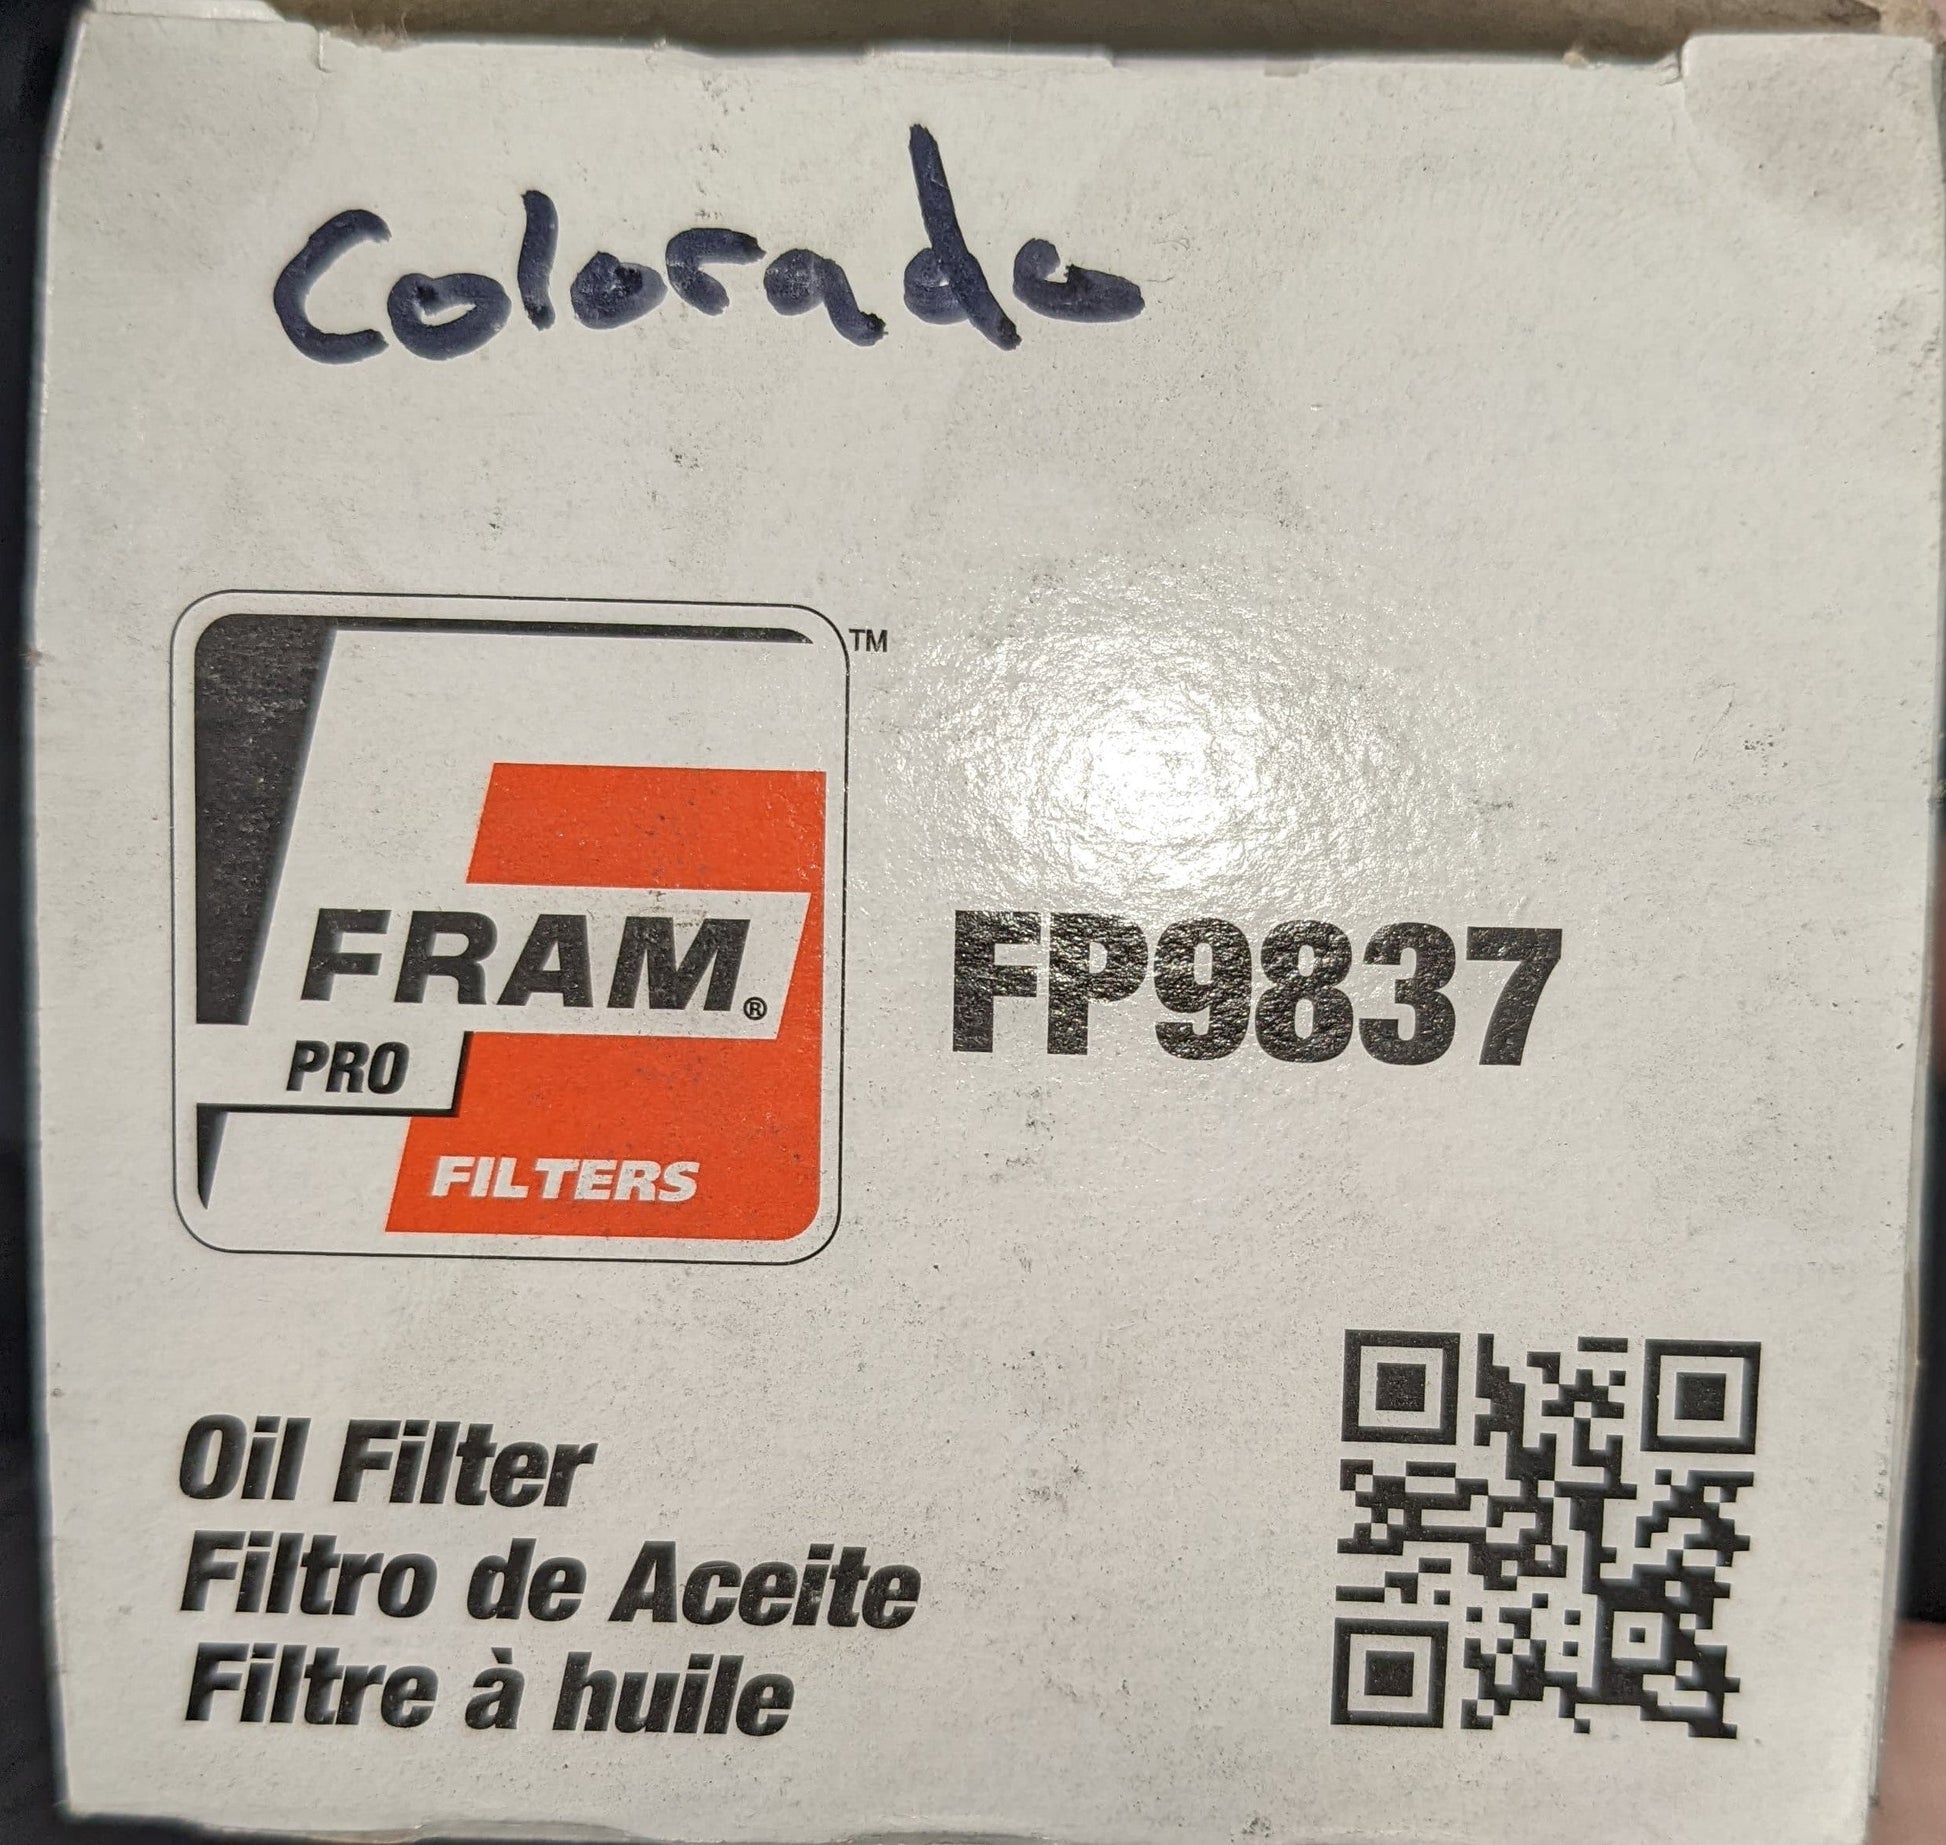 Colorado
TM
FRAM®
PRO
FILTERS
FP9837
Oil Filter
Filtro de Aceite
Filtre à huile